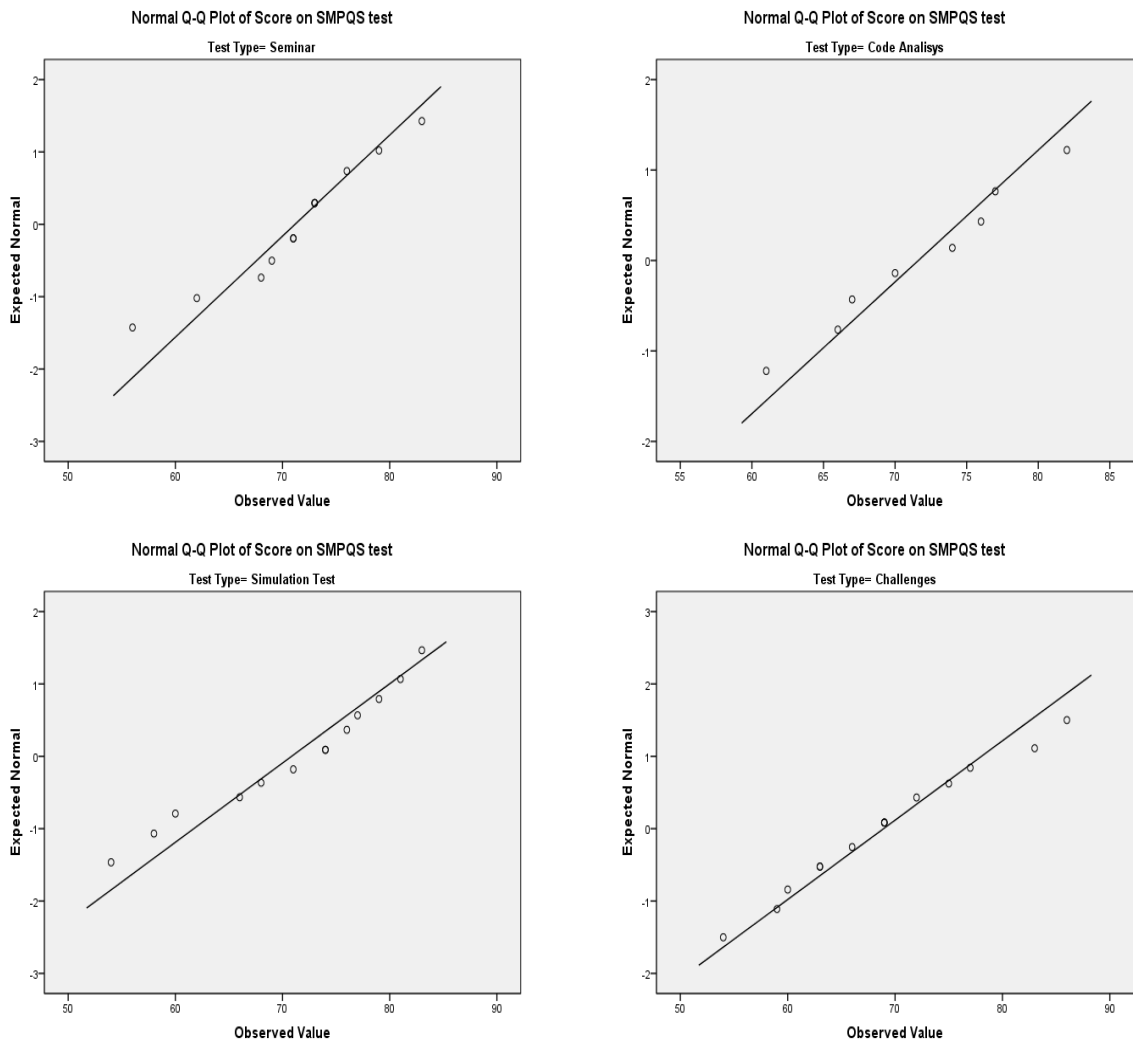 Normal Q-Q Plot of Score on SMPQS test
Test Type= Seminar
Expected Normal
2
1
0
-1
-2
-3
50
60
70
80
90
Observed Value
Normal Q-Q Plot of Score on SMPQS test
Test Type= Code Analisys
Expected Normal
2
1
0
-1
-2
55
60
65
70
75
80
85
Observed Value
Normal Q-Q Plot of Score on SMPQS test
Test Type= Simulation Test
Expected Normal
2
1
0
-1
-2
-3
50
60
70
80
90
Observed Value
Normal Q-Q Plot of Score on SMPQS test
Test Type= Challenges
Expected Normal
3
2
1
0
-1
-2
50
60
70
80
90
Observed Value